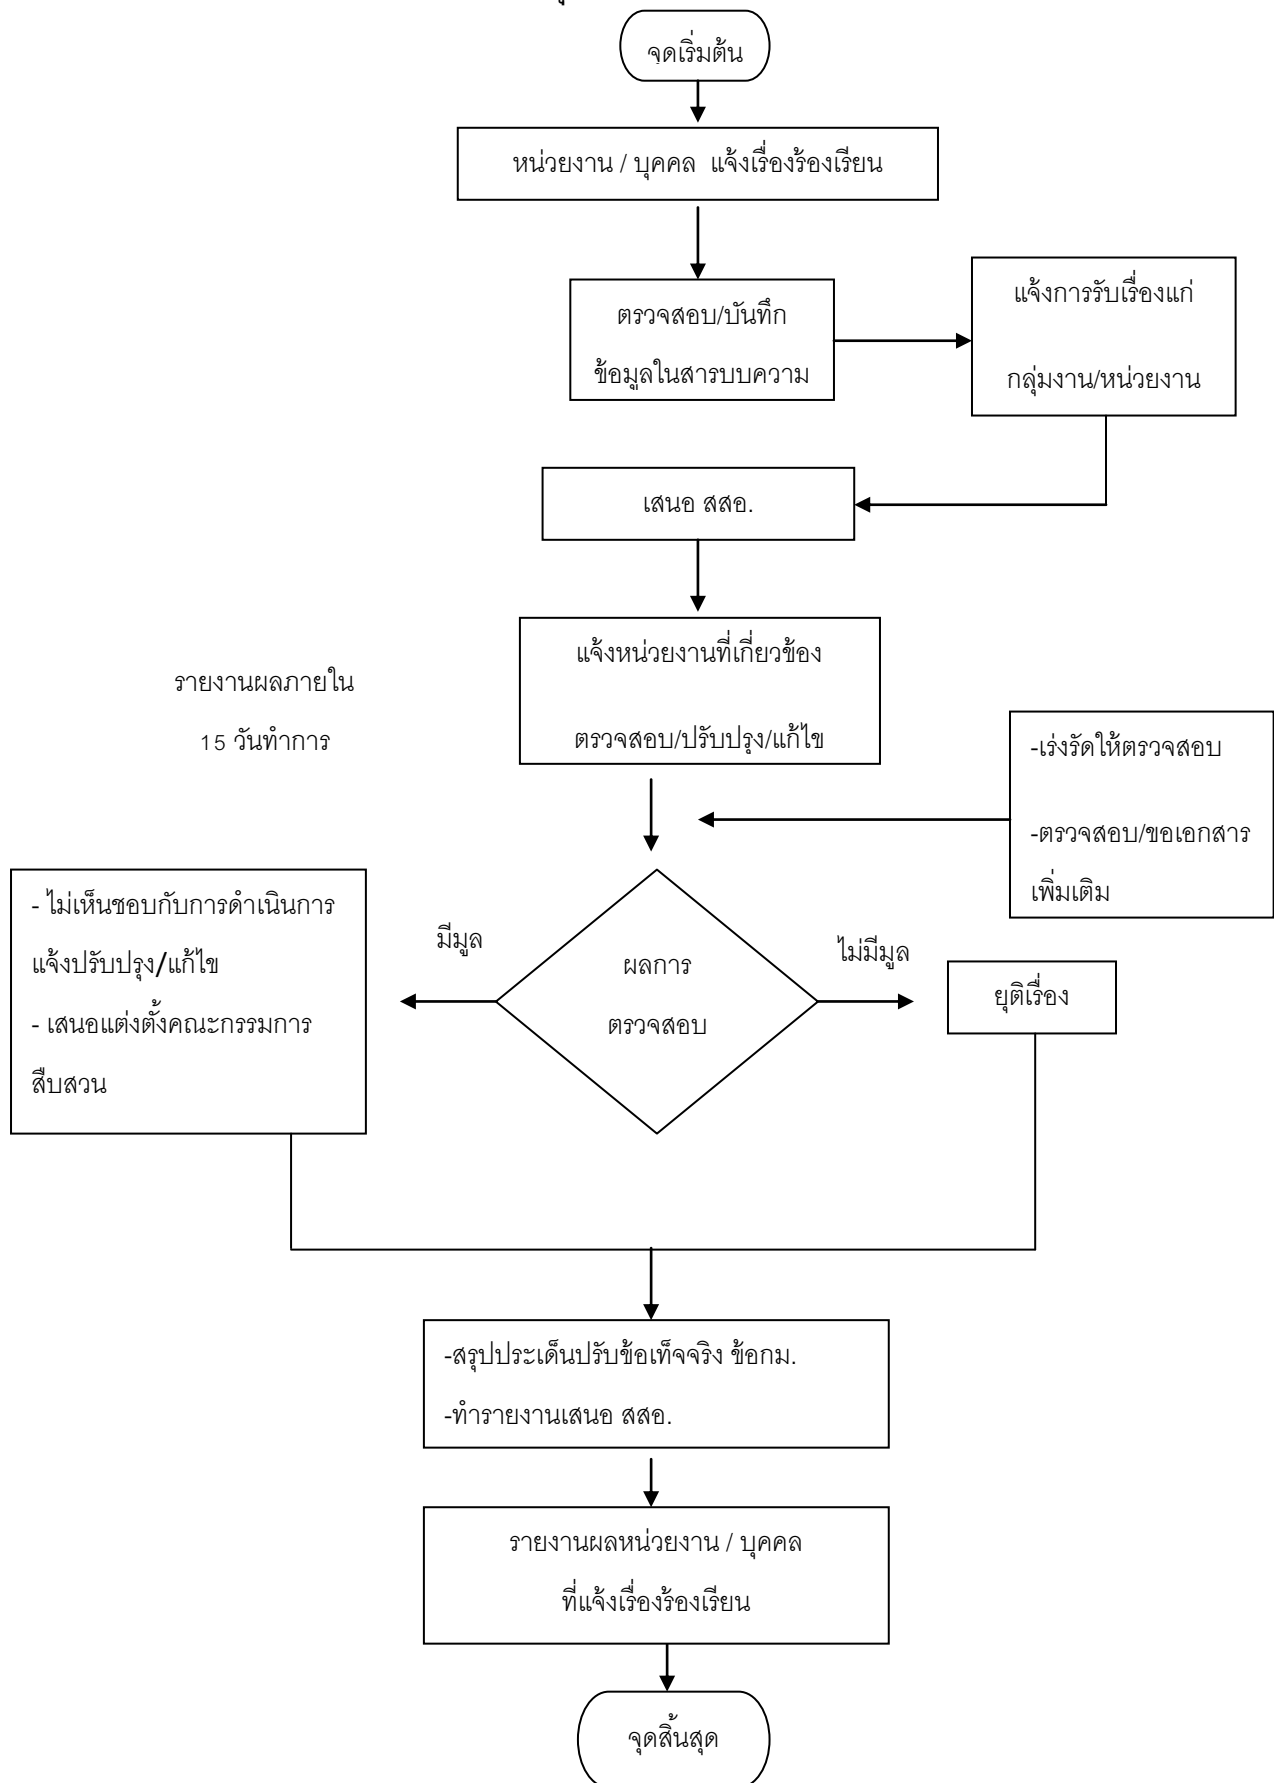 จุดเริ่มต้น
หน่วยงาน / บุคคล แจ้งเรื่องร้องเรียน
ตรวจสอบ/บันทึก
ข้อมูลในสารบบความ
แจ้งการรับเรื่องแก่
กลุ่มงาน/หน่วยงาน
เสนอ สสอ.
แจ้งหน่วยงานที่เกี่ยวข้อง
ตรวจสอบ/ปรับปรุง/แก้ไข
รายงานผลภายใน
15 วันทำการ
-เร่งรัดให้ตรวจสอบ
-ตรวจสอบ/ขอเอกสาร
เพิ่มเติม
- ไม่เห็นชอบกับการดำเนินการ
แจ้งปรับปรุง/แก้ไข
- เสนอแต่งตั้งคณะกรรมการ
สืบสวน
มีมูล
ผลการ
ตรวจสอบ
ไม่มีมูล
ยุติเรื่อง
-สรุปประเด็นปรับข้อเท็จจริง ข้อกม.
-ทำรายงานเสนอ สสอ.
รายงานผลหน่วยงาน / บุคคล
ที่แจ้งเรื่องร้องเรียน
จุดสิ้นสุด